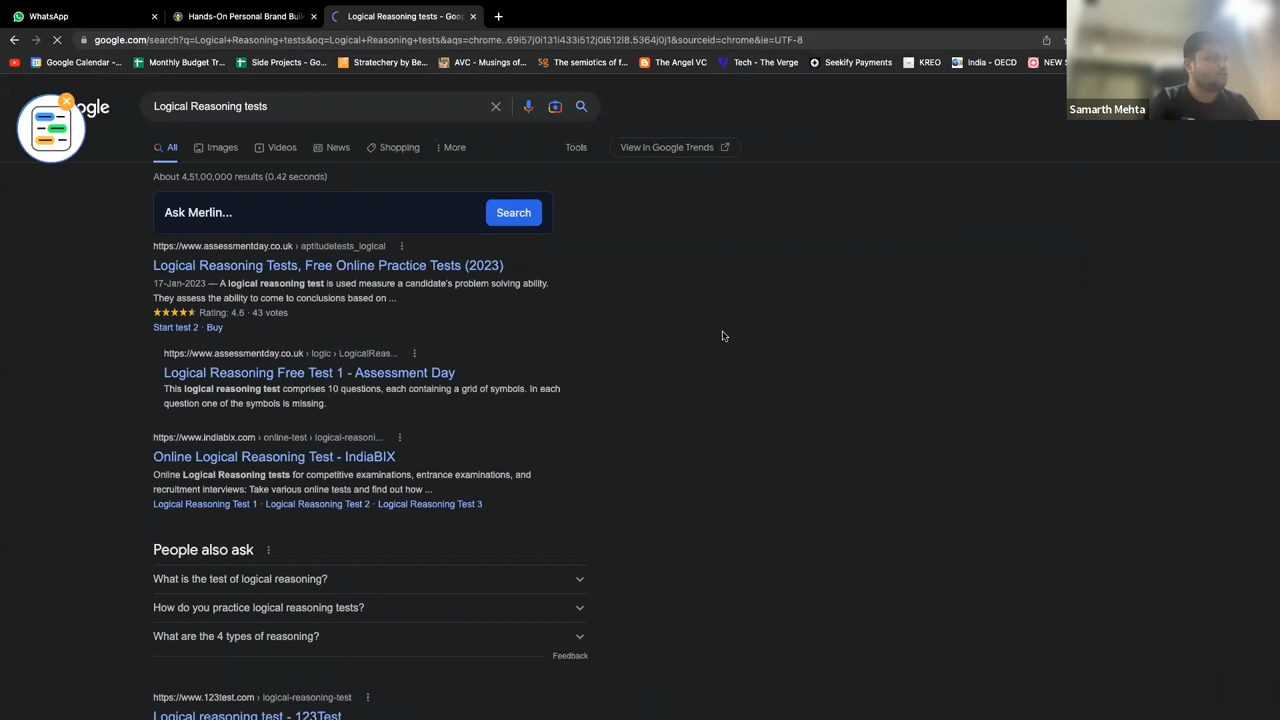 WhatsApp
Hands-On Personal Brand Buil
Logical Reasoning tests - Goo
google.com/search?q=Logical+Reasoning+tests&oq=Logical+Reasoning+tests&aqs=chrome..69i57j0i131i433i512j0i512l8.5364j0j1&sourceid=chrome&ie=UTF-8
Google Calendar -...
Monthly Budget Tr...
Side Projects - Go...
Stratechery by Be...
AVC - Musings of...
The semiotics of f...
The Angel VC
Tech - The Verge
Seekify Payments
KREO
India - OECD
NEW S
Samarth Mehta
ogle
Logical Reasoning tests
All
Images
Videos
News
Shopping
More
Tools
View in Google Trends
About 4,51,00,000 results (0.42 seconds)
Ask Merlin...
Search
https://www.assessmentday.co.uk › aptitudetests_logical
Logical Reasoning Tests, Free Online Practice Tests (2023)
17-Jan-2023 — A logical reasoning test is used measure a candidate's problem solving ability.
They assess the ability to come to conclusions based on ...
Rating: 4.6 · 43 votes
Start test 2 · Buy
https://www.assessmentday.co.uk › logic › LogicalReas...
Logical Reasoning Free Test 1 - Assessment Day
This logical reasoning test comprises 10 questions, each containing a grid of symbols. In each
question one of the symbols is missing.
https://www.indiabix.com › online-test › logical-reasoni...
Online Logical Reasoning Test - IndiaBIX
Online Logical Reasoning tests for competitive examinations, entrance examinations, and
recruitment interviews: Take various online tests and find out how ...
Logical Reasoning Test 1 · Logical Reasoning Test 2 · Logical Reasoning Test 3
People also ask
What is the test of logical reasoning?
How do you practice logical reasoning tests?
What are the 4 types of reasoning?
Feedback
https://www.123test.com › logical-reasoning-test
Logical reasoning test - 123Test